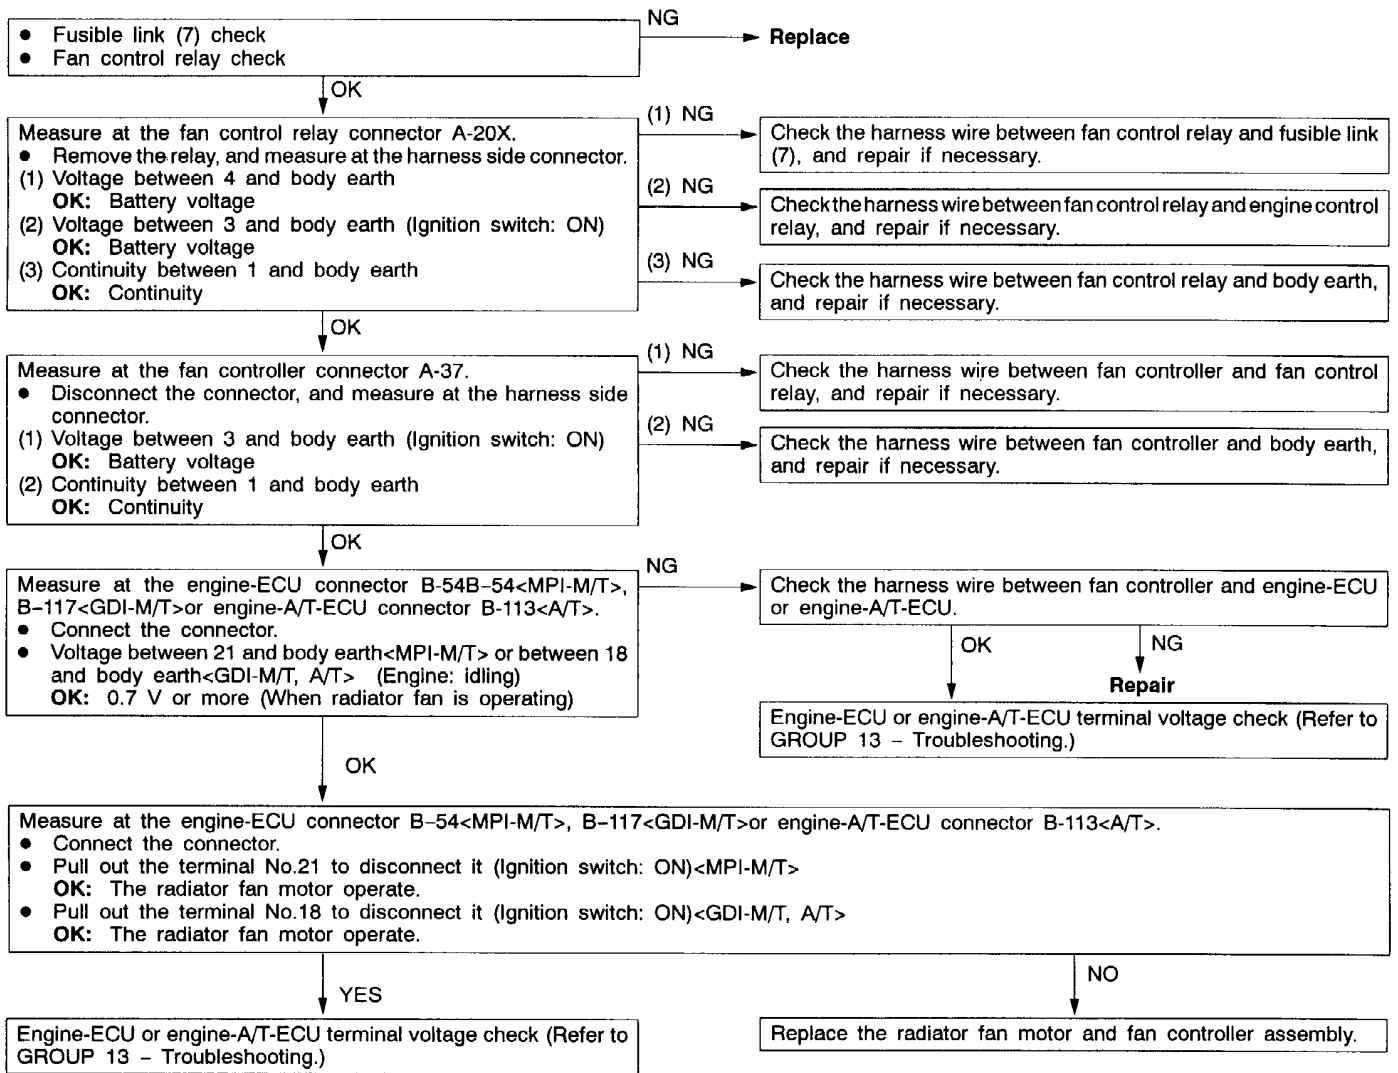 ● Fusible link (7) check
● Fan control relay check
NG
Replace
OK
Measure at the fan control relay connector A-20X.
● Remove the relay, and measure at the harness side connector.
(1) Voltage between 4 and body earth
OK: Battery voltage
(2) Voltage between 3 and body earth (Ignition switch: ON)
OK: Battery voltage
(3) Continuity between 1 and body earth
OK: Continuity
(1) NG
Check the harness wire between fan control relay and fusible link
(7), and repair if necessary.
(2) NG
Check the harness wire between fan control relay and engine control
relay, and repair if necessary.
(3) NG
Check the harness wire between fan control relay and body earth,
and repair if necessary.
OK
Measure at the fan controller connector A-37.
● Disconnect the connector, and measure at the harness side
connector.
(1) Voltage between 3 and body earth (Ignition switch: ON)
OK: Battery voltage
(2) Continuity between 1 and body earth
OK: Continuity
(1) NG
Check the harness wire between fan controller and fan control
relay, and repair if necessary.
(2) NG
Check the harness wire between fan controller and body earth,
and repair if necessary.
OK
Measure at the engine-ECU connector B-54B–54<MPI-M/T>,
B–117<GDI-M/T>or engine-A/T-ECU connector B-113<A/T>.
● Connect the connector.
● Voltage between 21 and body earth<MPI-M/T> or between 18
and body earth<GDI-M/T, A/T> (Engine: idling)
OK: 0.7 V or more (When radiator fan is operating)
NG
Check the harness wire between fan controller and engine-ECU
or engine-A/T-ECU.
OK
NG
Repair
Engine-ECU or engine-A/T-ECU terminal voltage check (Refer to
GROUP 13 – Troubleshooting.)
OK
Measure at the engine-ECU connector B–54<MPI-M/T>, B–117<GDI-M/T>or engine-A/T-ECU connector B-113<A/T>.
● Connect the connector.
● Pull out the terminal No.21 to disconnect it (Ignition switch: ON)<MPI-M/T>
OK: The radiator fan motor operate.
● Pull out the terminal No.18 to disconnect it (Ignition switch: ON)<GDI-M/T, A/T>
OK: The radiator fan motor operate.
YES
NO
Engine-ECU or engine-A/T-ECU terminal voltage check (Refer to
GROUP 13 – Troubleshooting.)
Replace the radiator fan motor and fan controller assembly.